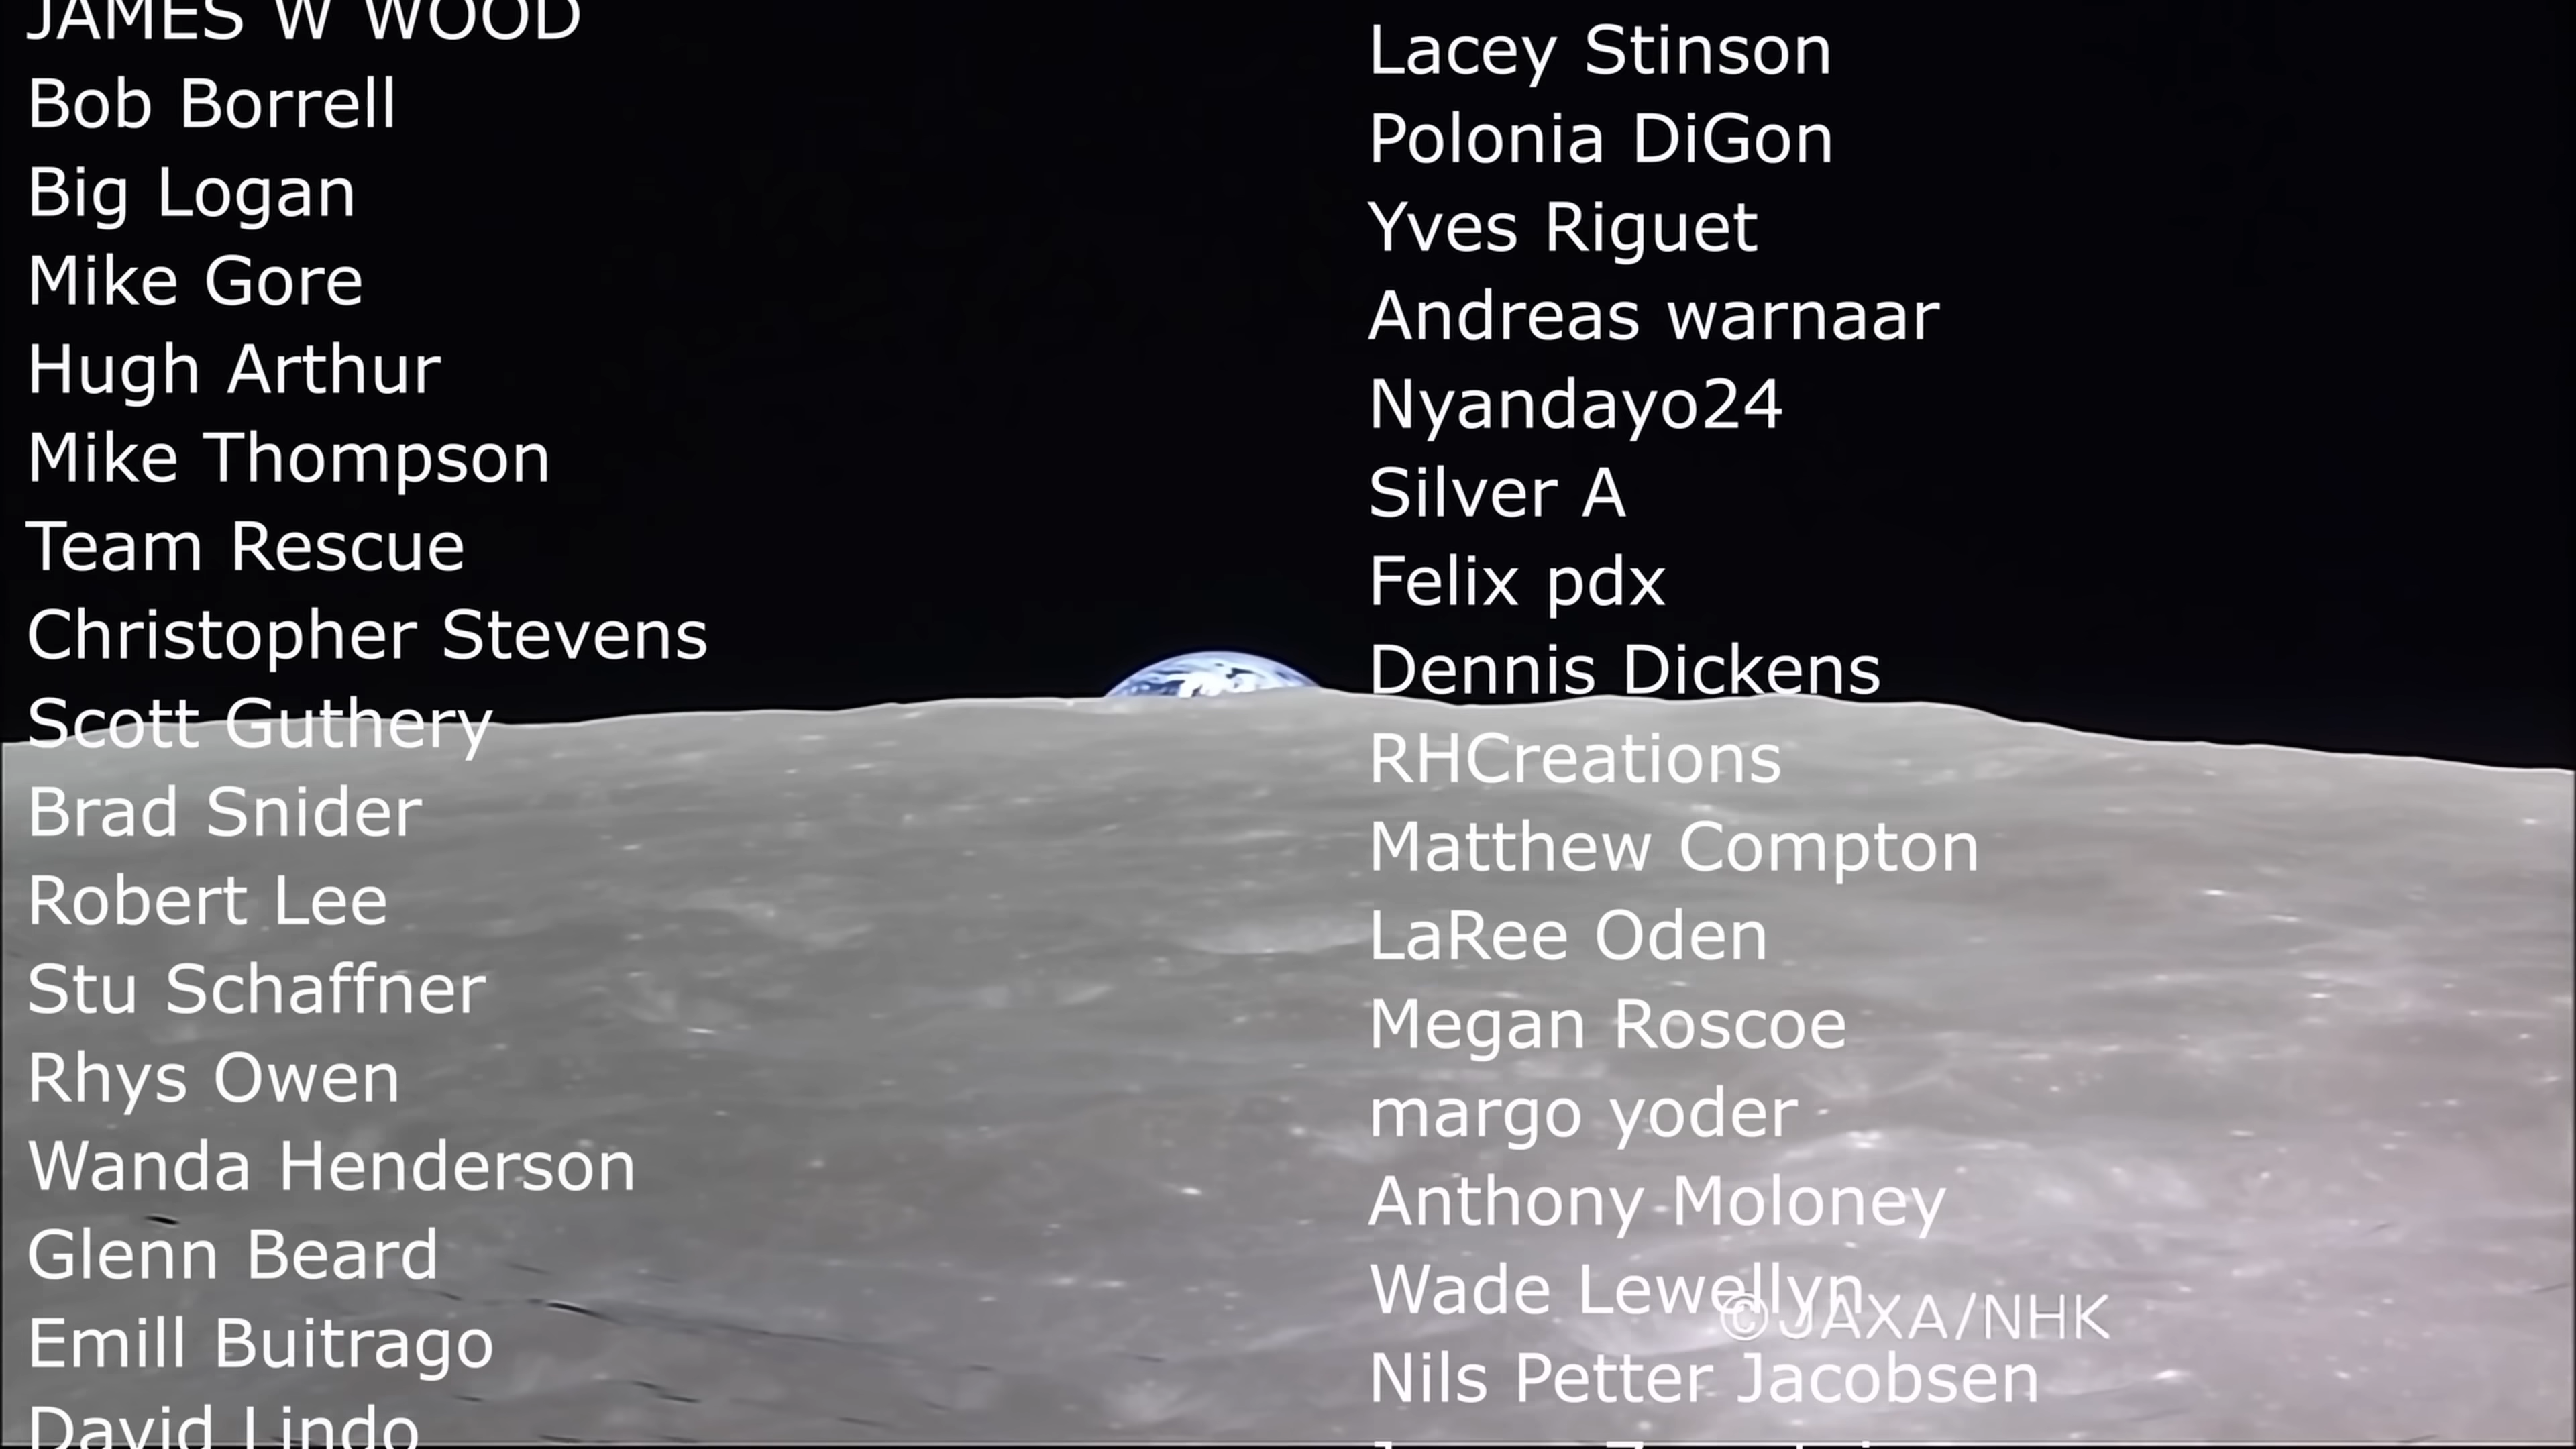 JAMES W WOOD
Bob Borrell
Big Logan
Mike Gore
Hugh Arthur
Mike Thompson
Team Rescue
Christopher Stevens
Scott Guthery
Brad Snider
Robert Lee
Stu Schaffner
Rhys Owen
Wanda Henderson
Glenn Beard
Emill Buitrago
David Lindo
Lacey Stinson
Polonia DiGon
Yves Riguet
Andreas warnaar
Nyandayo24
Silver A
Felix pdx
Dennis Dickens
RHCreations
Matthew Compton
LaRee Oden
Megan Roscoe
margo yoder
Anthony Moloney
Wade Lewellyn
©JAXA/NHK
Nils Petter Jacobsen